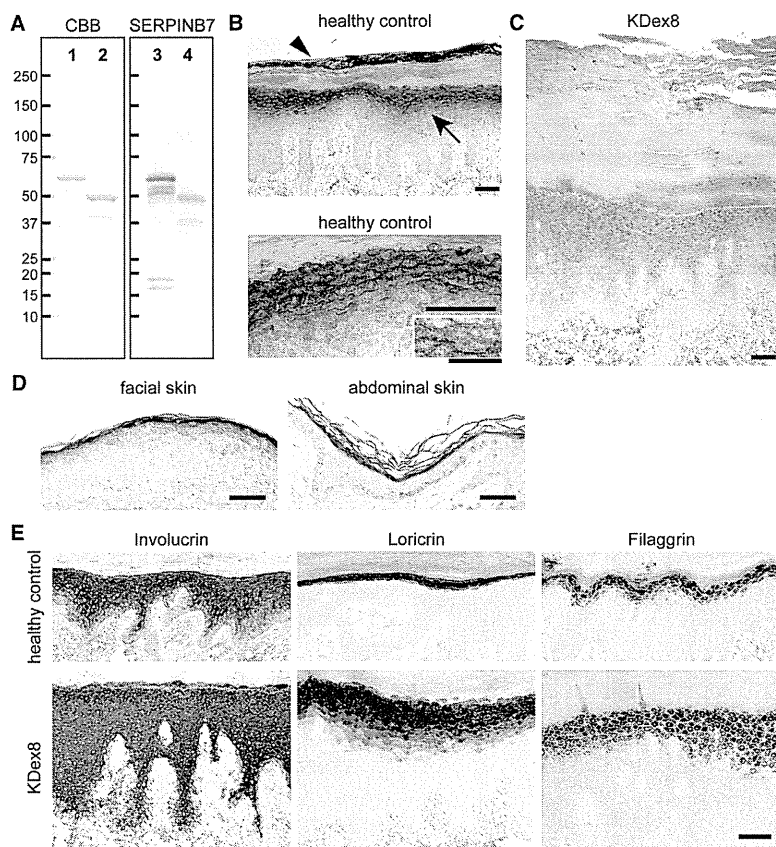 A
CBB SERPINB7
1 2 3 4
250
150
100
75
50
37
25
20
15
10
B
healthy control
healthy control
C
KDex8
D
facial skin abdominal skin
E
Involucrin Loricrin Filaggrin
healthy control
KDex8